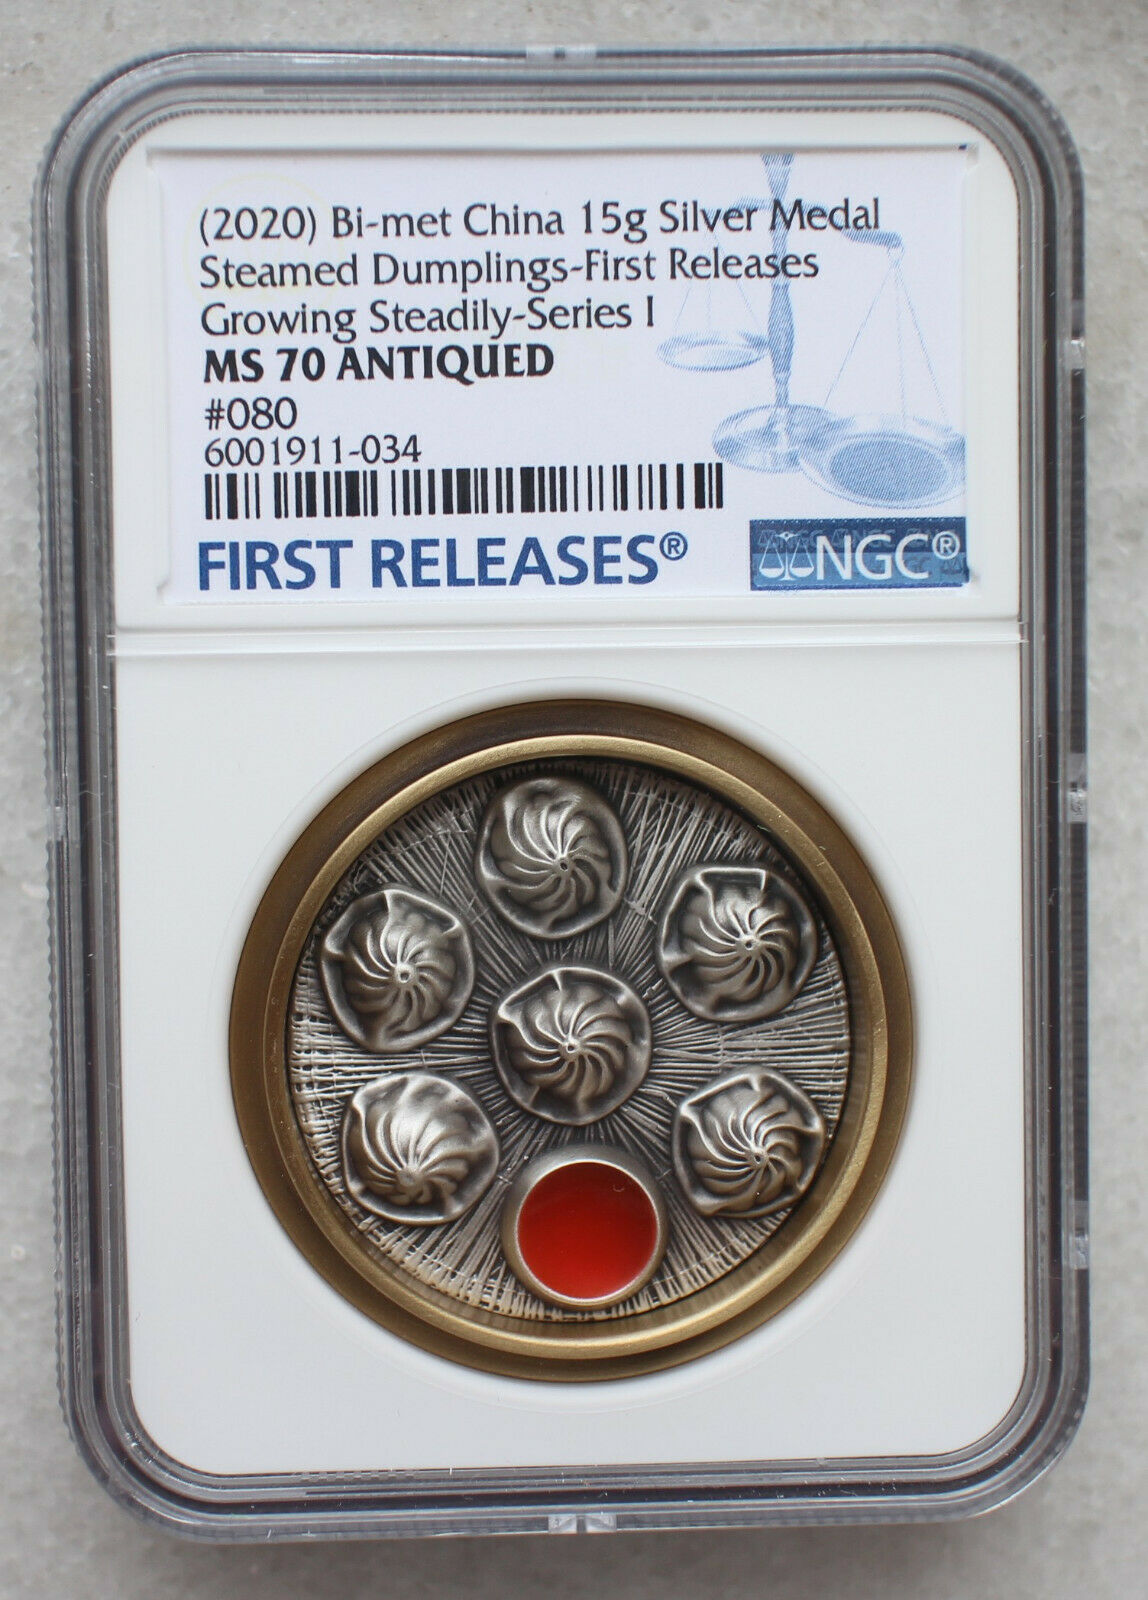 (2020) Bi-met China 15g Silver Medal
Steamed Dumplings-First Releases
Growing Steadily-Series I
MS 70 ANTIQUED
#080
6001911-034
FIRST RELEASES®
NGC®